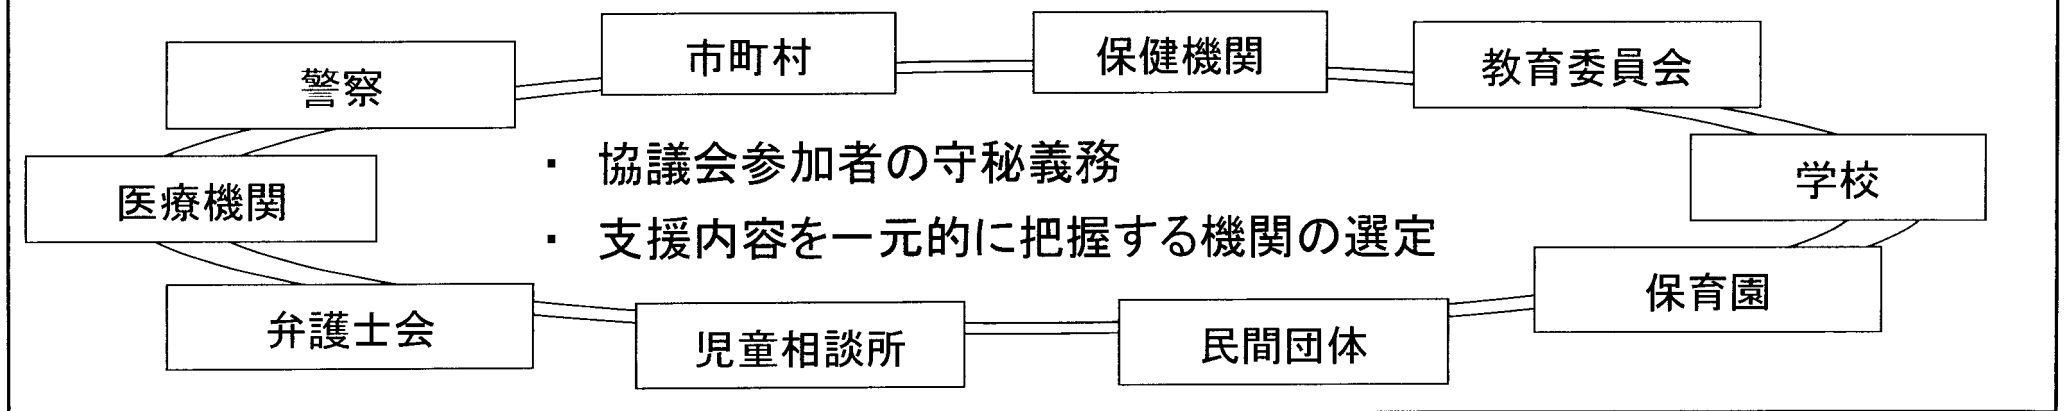 市町村
保健機関
教育委員会
警察
学校
医療機関
・ 協議会参加者の守秘義務
・ 支援内容を一元的に把握する機関の選定
保育園
弁護士会
児童相談所
民間団体